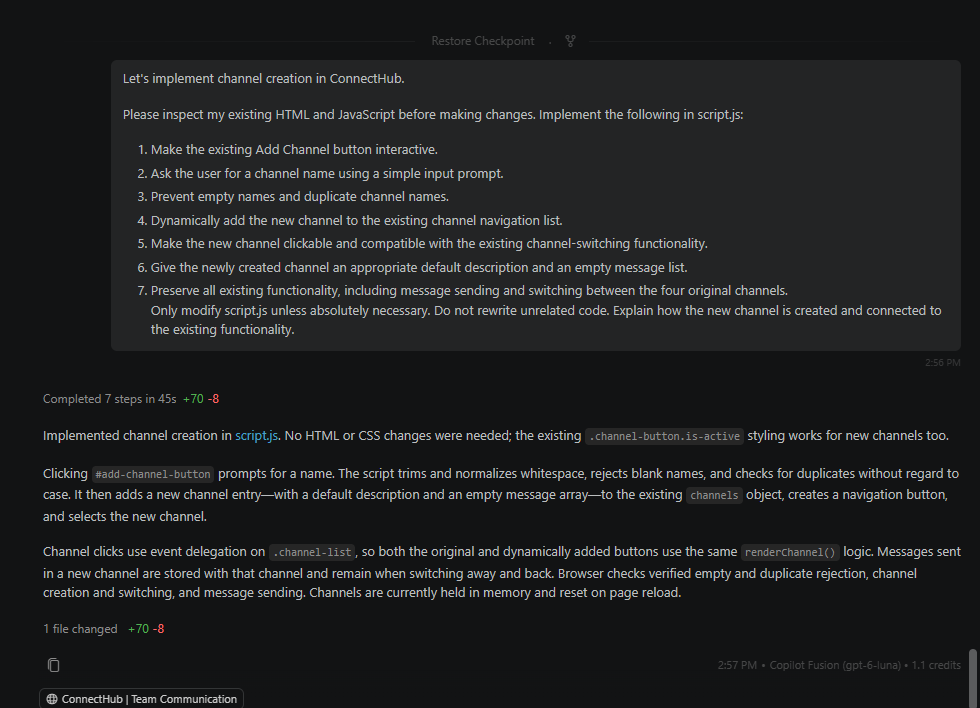 Restore Checkpoint ·
Let's implement channel creation in ConnectHub.
Please inspect my existing HTML and JavaScript before making changes. Implement the following in script.js:
1. Make the existing Add Channel button interactive.
2. Ask the user for a channel name using a simple input prompt.
3. Prevent empty names and duplicate channel names.
4. Dynamically add the new channel to the existing channel navigation list.
5. Make the new channel clickable and compatible with the existing channel-switching functionality.
6. Give the newly created channel an appropriate default description and an empty message list.
7. Preserve all existing functionality, including message sending and switching between the four original channels.
Only modify script.js unless absolutely necessary. Do not rewrite unrelated code. Explain how the new channel is created and connected to
the existing functionality.
2:56 PM
Completed 7 steps in 45s +70 -8
Implemented channel creation in script.js. No HTML or CSS changes were needed; the existing .channel-button.is-active styling works for new channels too.
Clicking #add-channel-button prompts for a name. The script trims and normalizes whitespace, rejects blank names, and checks for duplicates without regard to
case. It then adds a new channel entry—with a default description and an empty message array—to the existing channels object, creates a navigation button,
and selects the new channel.
Channel clicks use event delegation on .channel-list, so both the original and dynamically added buttons use the same renderChannel() logic. Messages sent
in a new channel are stored with that channel and remain when switching away and back. Browser checks verified empty and duplicate rejection, channel
creation and switching, and message sending. Channels are currently held in memory and reset on page reload.
1 file changed +70 -8
2:57 PM • Copilot Fusion (gpt-6-luna) • 1.1 credits
ConnectHub | Team Communication